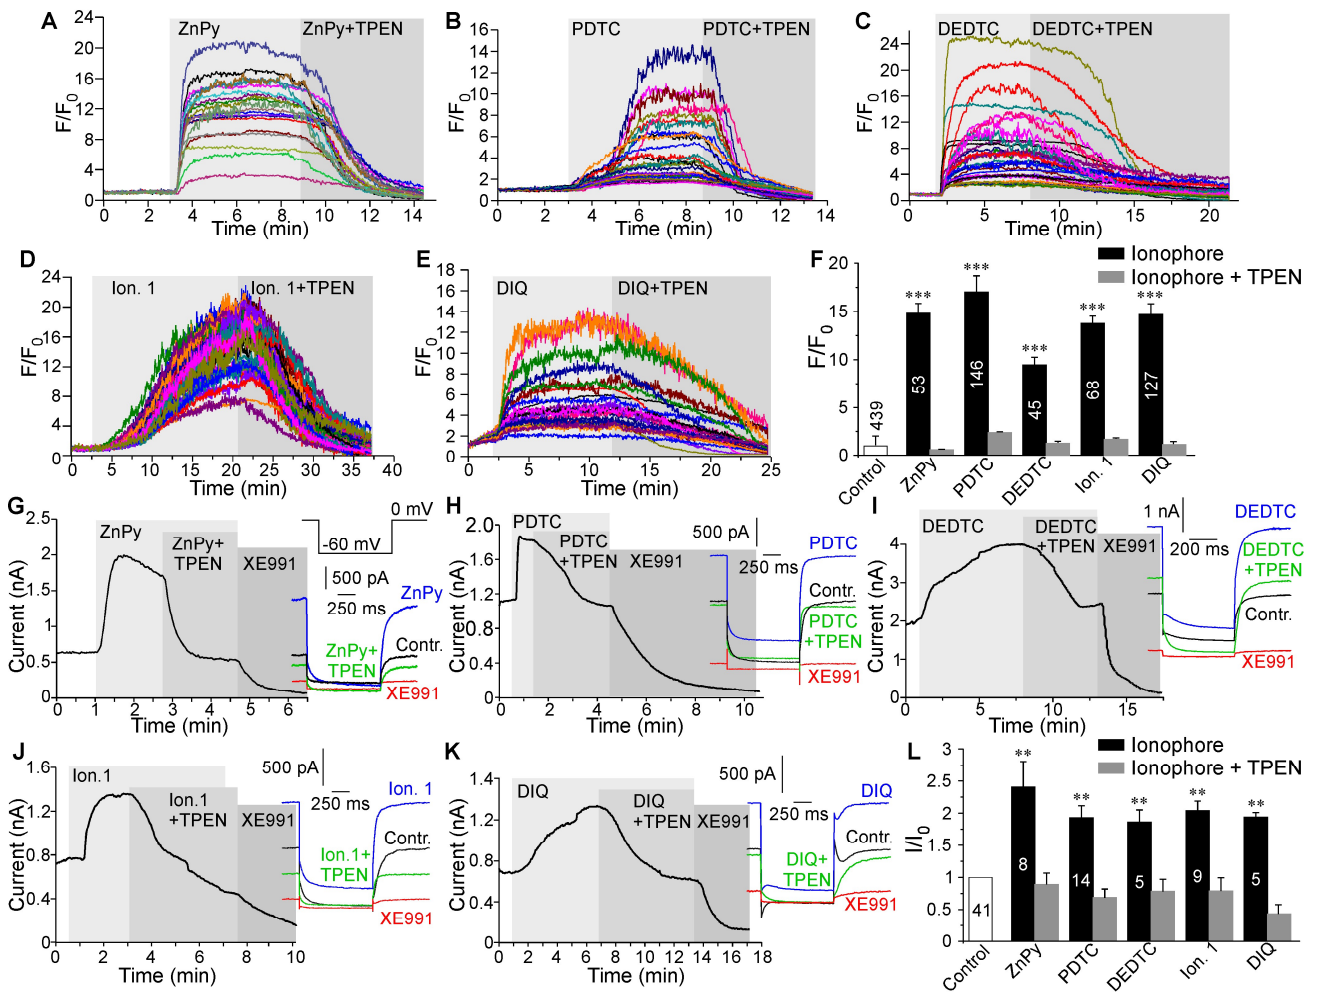 A
ZnPy
ZnPy+TPEN
F/F0
24
20
16
12
8
4
0
0 2 4 6 8 10 12 14
Time (min)
B
PDTC
PDTC+TPEN
F/F0
16
14
12
10
8
6
4
2
0
0 2 4 6 8 10 12 14
Time (min)
C
DEDTC
DEDTC+TPEN
F/F0
24
20
16
12
8
4
0
0 5 10 15 20
Time (min)
D
Ion. 1
Ion. 1+TPEN
F/F0
24
20
16
12
8
4
0
0 5 10 15 20 25 30 35 40
Time (min)
E
DIQ
DIQ+TPEN
F/F0
18
16
14
12
10
8
6
4
2
0
0 5 10 15 20 25
Time (min)
F
Ionophore
Ionophore + TPEN
F/F0
20
15
10
5
0
*** *** *** *** ***
439 53 146 45 68 127
Control ZnPy PDTC DEDTC Ion. 1 DIQ
G
ZnPy
ZnPy+
TPEN
XE991
0 mV
-60 mV
500 pA
250 ms
ZnPy
Contr.
ZnPy+
TPEN
XE991
Current (nA)
2.5
2.0
1.5
1.0
0.5
0
0 1 2 3 4 5 6
Time (min)
H
PDTC
PDTC
+TPEN
XE991
500 pA
250 ms
PDTC
Contr.
PDTC
+TPEN
XE991
Current (nA)
2.0
1.6
1.2
0.8
0.4
0
0 2 4 6 8 10
Time (min)
I
DEDTC
DEDTC
+TPEN
XE991
1 nA
200 ms
DEDTC
DEDTC
+TPEN
Contr.
XE991
Current (nA)
4
3
2
1
0
0 5 10 15
Time (min)
J
Ion.1
Ion.1
+TPEN
XE991
500 pA
250 ms
Ion. 1
Contr.
Ion.1+
TPEN
XE991
Current (nA)
1.6
1.2
0.8
0.4
0
0 2 4 6 8 10
Time (min)
K
DIQ
DIQ
+TPEN
XE991
500 pA
250 ms
DIQ
Contr.
DIQ+
TPEN
XE991
Current (nA)
1.4
1.2
0.8
0.4
0
0 2 4 6 8 10 12 14 16 18
Time (min)
L
Ionophore
Ionophore + TPEN
I/I0
3
2.5
2
1.5
1
0.5
0
** ** ** ** **
41 8 14 5 9 5
Control ZnPy PDTC DEDTC Ion. 1 DIQ